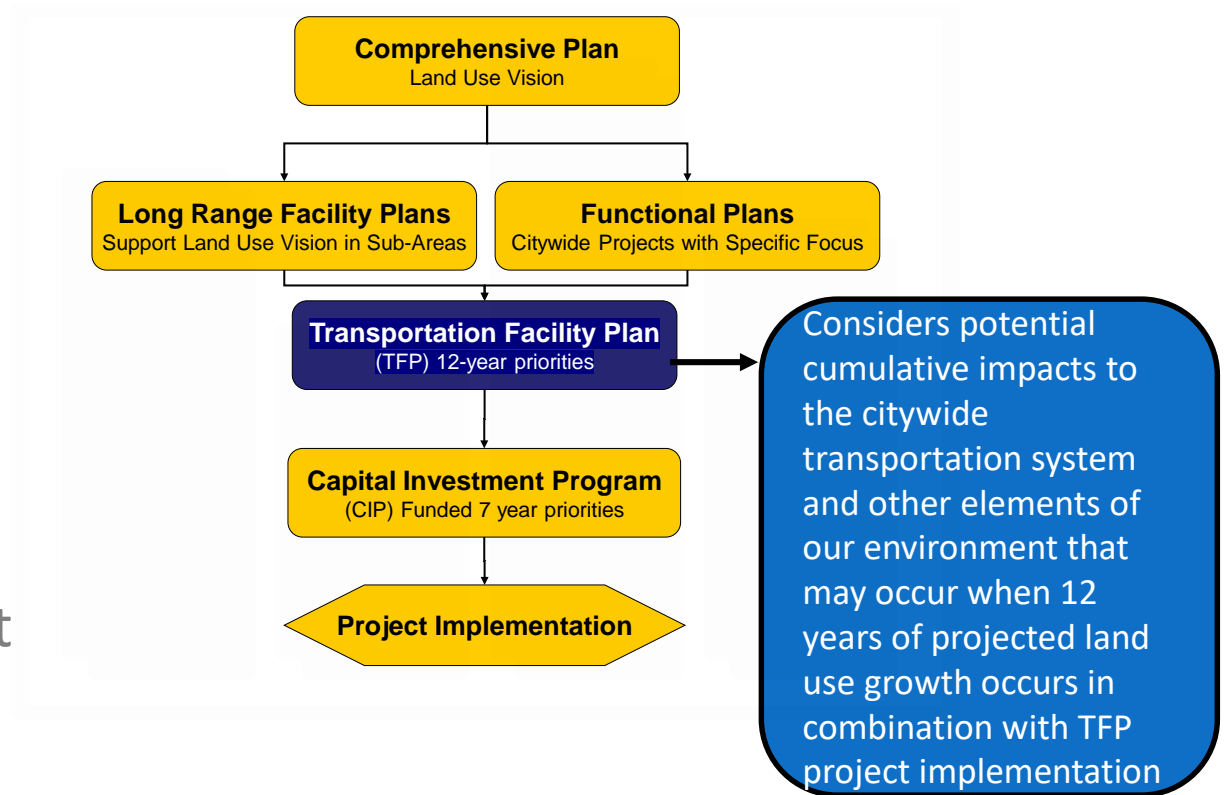 Comprehensive Plan
Land Use Vision
Long Range Facility Plans
Support Land Use Vision in Sub-Areas
Functional Plans
Citywide Projects with Specific Focus
Transportation Facility Plan
(TFP) 12-year priorities
Considers potential
cumulative impacts to
the citywide
transportation system
and other elements of
our environment that
may occur when 12
years of projected land
use growth occurs in
combination with TFP
project implementation
Capital Investment Program
(CIP) Funded 7 year priorities
t
Project Implementation